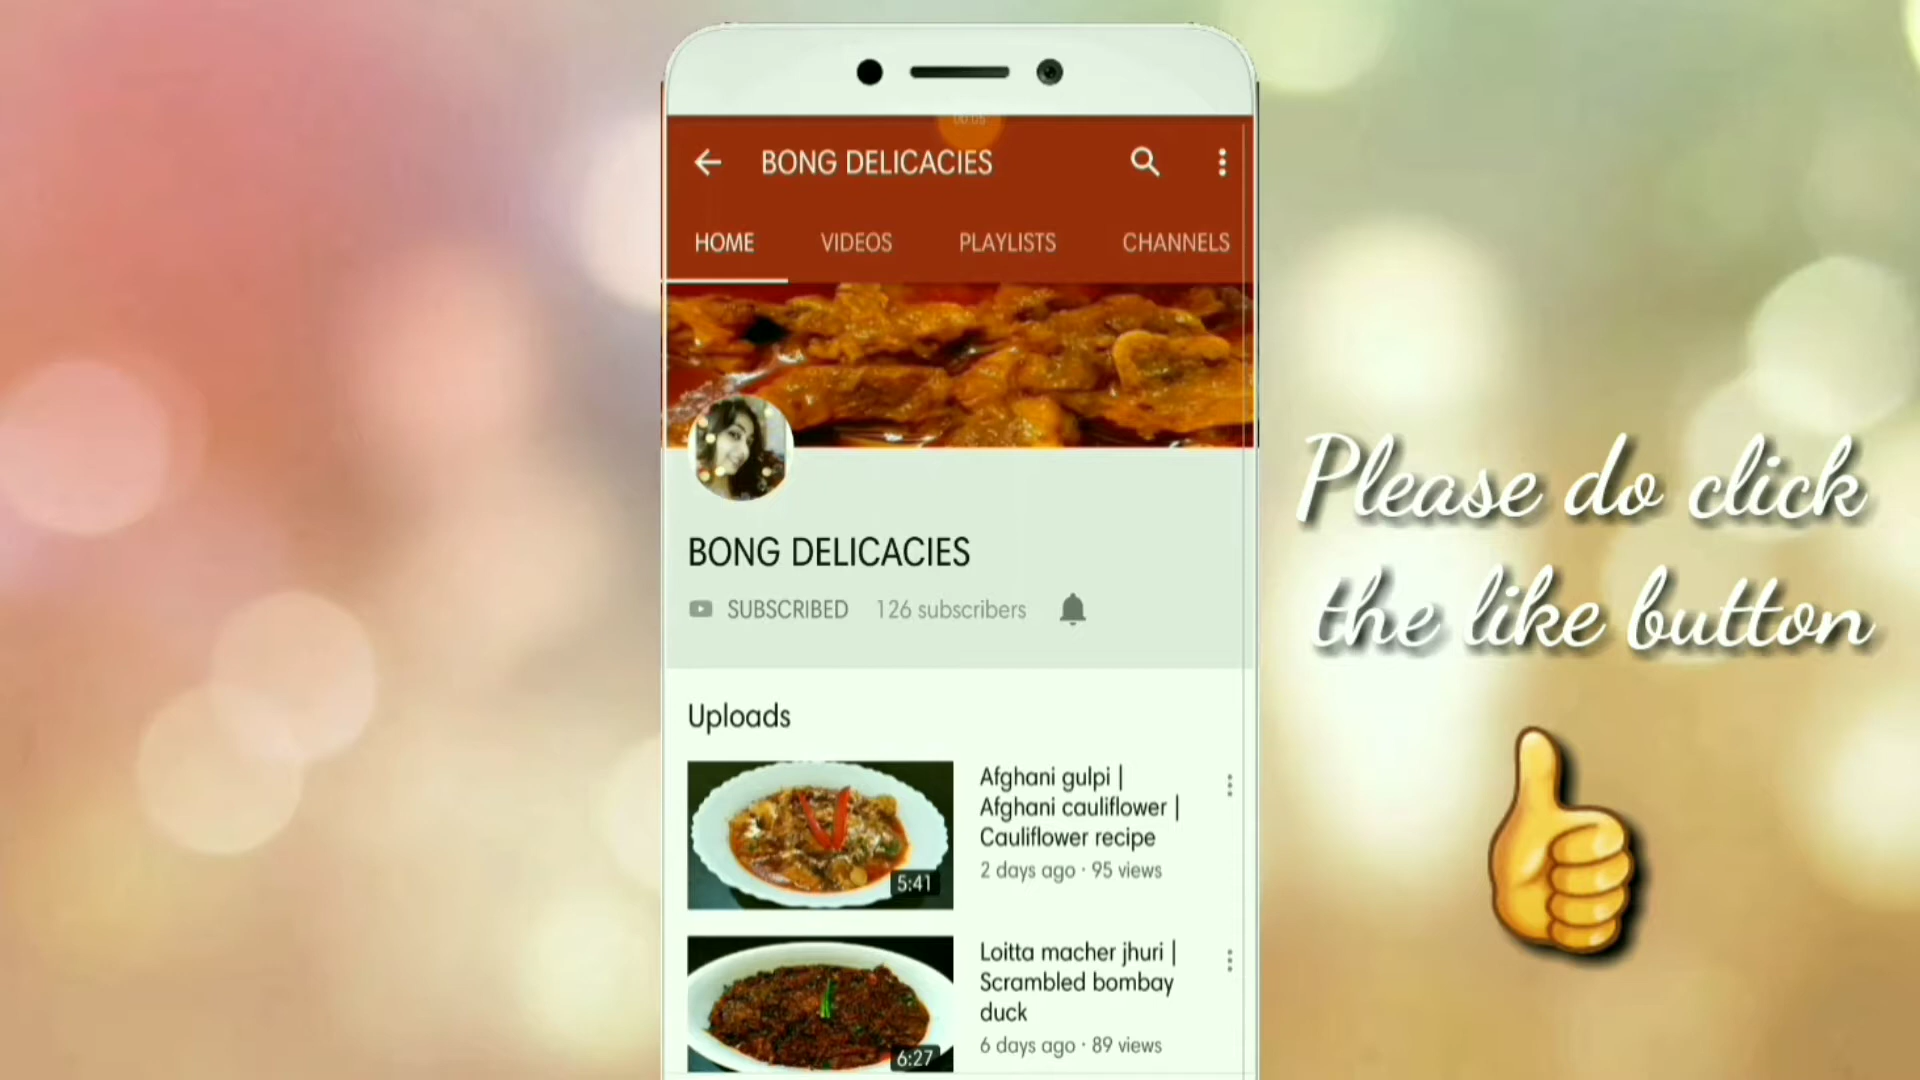 00:05
BONG DELICACIES
HOME VIDEOS PLAYLISTS CHANNELS
BONG DELICACIES
SUBSCRIBED 126 subscribers
Uploads
Afghani gulpi |
Afghani cauliflower |
Cauliflower recipe
2 days ago · 95 views
5:41
Loitta macher jhuri |
Scrambled bombay
duck
6 days ago · 89 views
6:27
Please do click
the like button